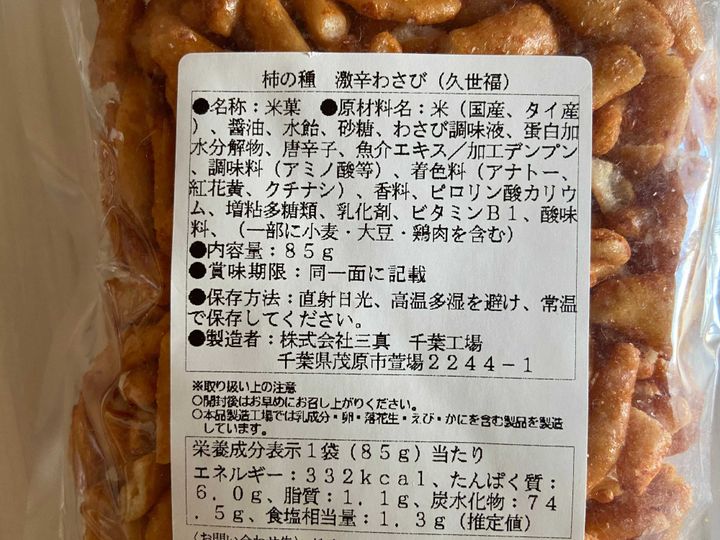 柿の種　激辛わさび（久世福）
●名称：米菓　●原材料名：米（国産、タイ産
）、醤油、水飴、砂糖、わさび調味液、蛋白加
水分解物、唐辛子、魚介エキス／加工デンプン
、調味料（アミノ酸等）、着色料（アナトー、
紅花黄、クチナシ）、香料、ピロリン酸カリウ
ム、増粘多糖類、乳化剤、ビタミンＢ１、酸味
料、（一部に小麦・大豆・鶏肉を含む）
●内容量：８５ｇ
●賞味期限：同一面に記載
●保存方法：直射日光、高温多湿を避け、常温
で保存してください。
●製造者：株式会社三真　千葉工場
千葉県茂原市萱場２２４４－１
※取り扱い上の注意
○開封後はお早めにお召し上がりください。
○本品製造工場では乳成分・卵・落花生・えび・かにを含む製品を製造
しています。
栄養成分表示１袋（８５ｇ）当たり
エネルギー：３３２ｋｃａｌ、たんぱく質：
６．０ｇ、脂質：１．１ｇ、炭水化物：７４
．５ｇ、食塩相当量：１．３ｇ（推定値）